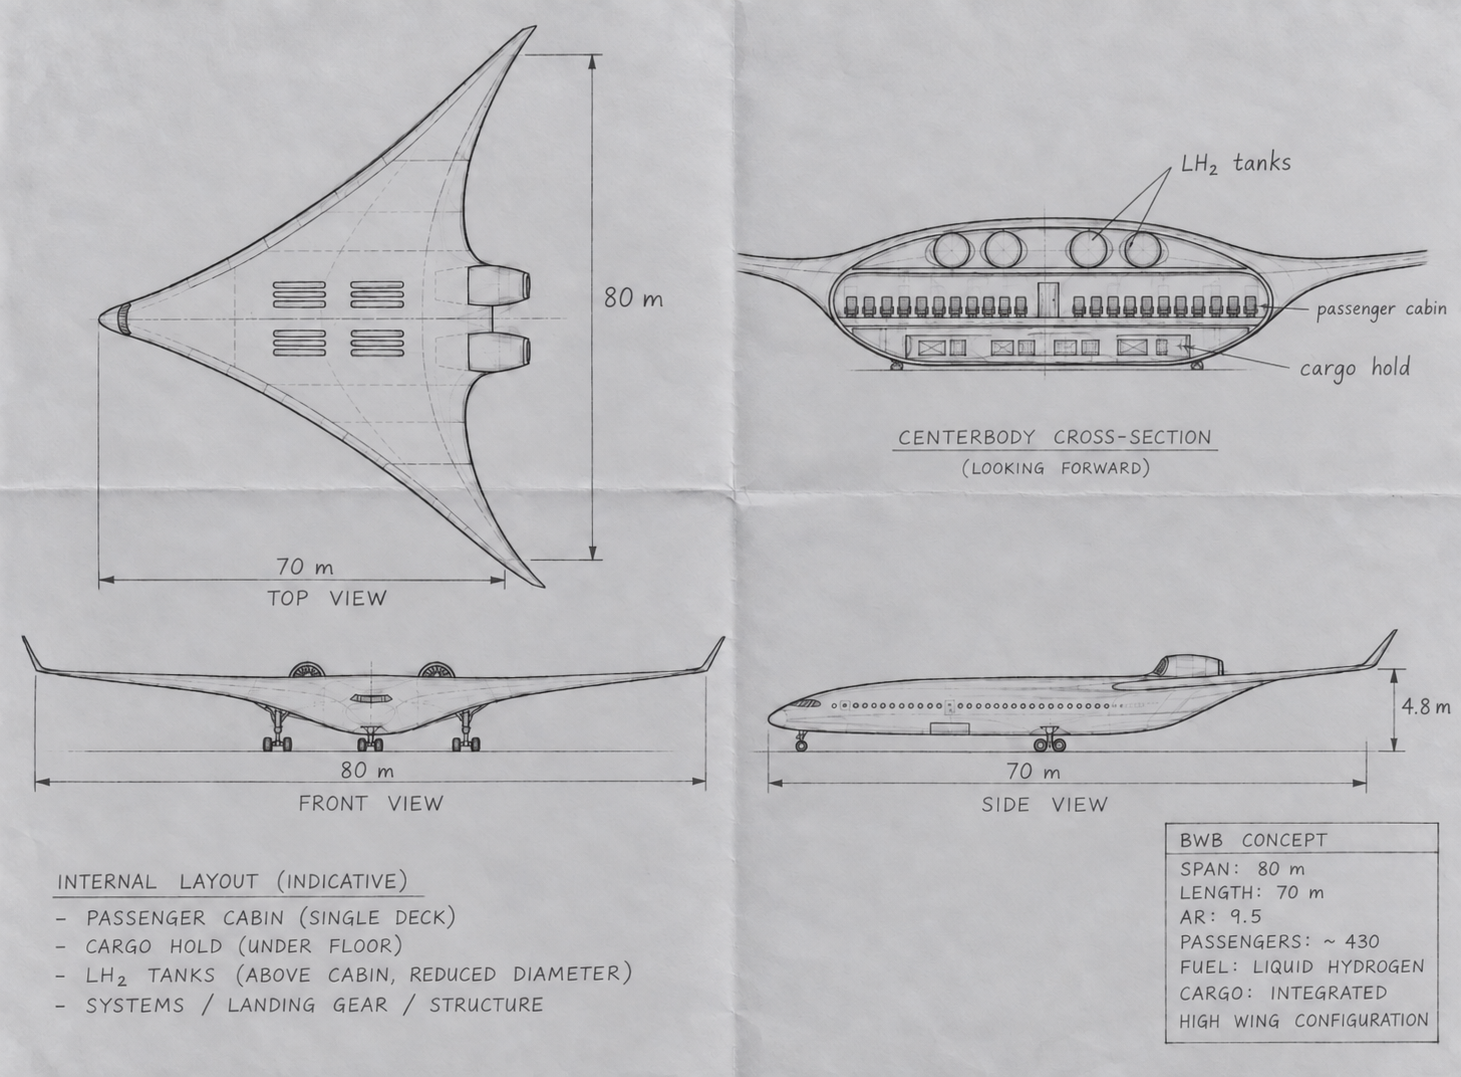 80 m
70 m
TOP VIEW
LH₂ tanks
passenger cabin
cargo hold
CENTERBODY CROSS-SECTION
(LOOKING FORWARD)
80 m
FRONT VIEW
4.8 m
70 m
SIDE VIEW
INTERNAL LAYOUT (INDICATIVE)
- PASSENGER CABIN (SINGLE DECK)
- CARGO HOLD (UNDER FLOOR)
- LH₂ TANKS (ABOVE CABIN, REDUCED DIAMETER)
- SYSTEMS / LANDING GEAR / STRUCTURE
BWB CONCEPT
SPAN: 80 m
LENGTH: 70 m
AR: 9.5
PASSENGERS: ~ 430
FUEL: LIQUID HYDROGEN
CARGO: INTEGRATED
HIGH WING CONFIGURATION